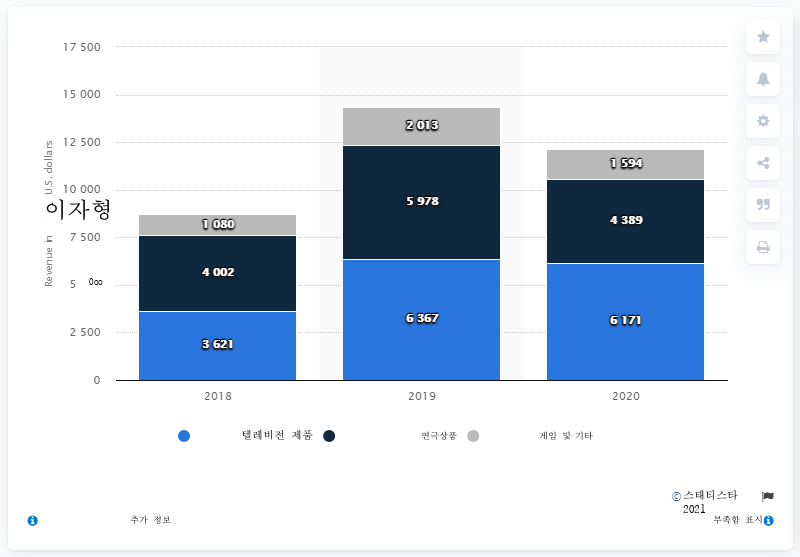 17 500
15 000
12 500
10 000
7 500
5 000
2 500
0
Revenue in
이자형
U.S. dollars
2 013
5 978
6 367
1 080
4 002
3 621
1 594
4 389
6 171
2018
2019
2020
텔레비전 제품
연극상품
게임 및 기타
© 스태티스타
2021
추가 정보
부족함 표시